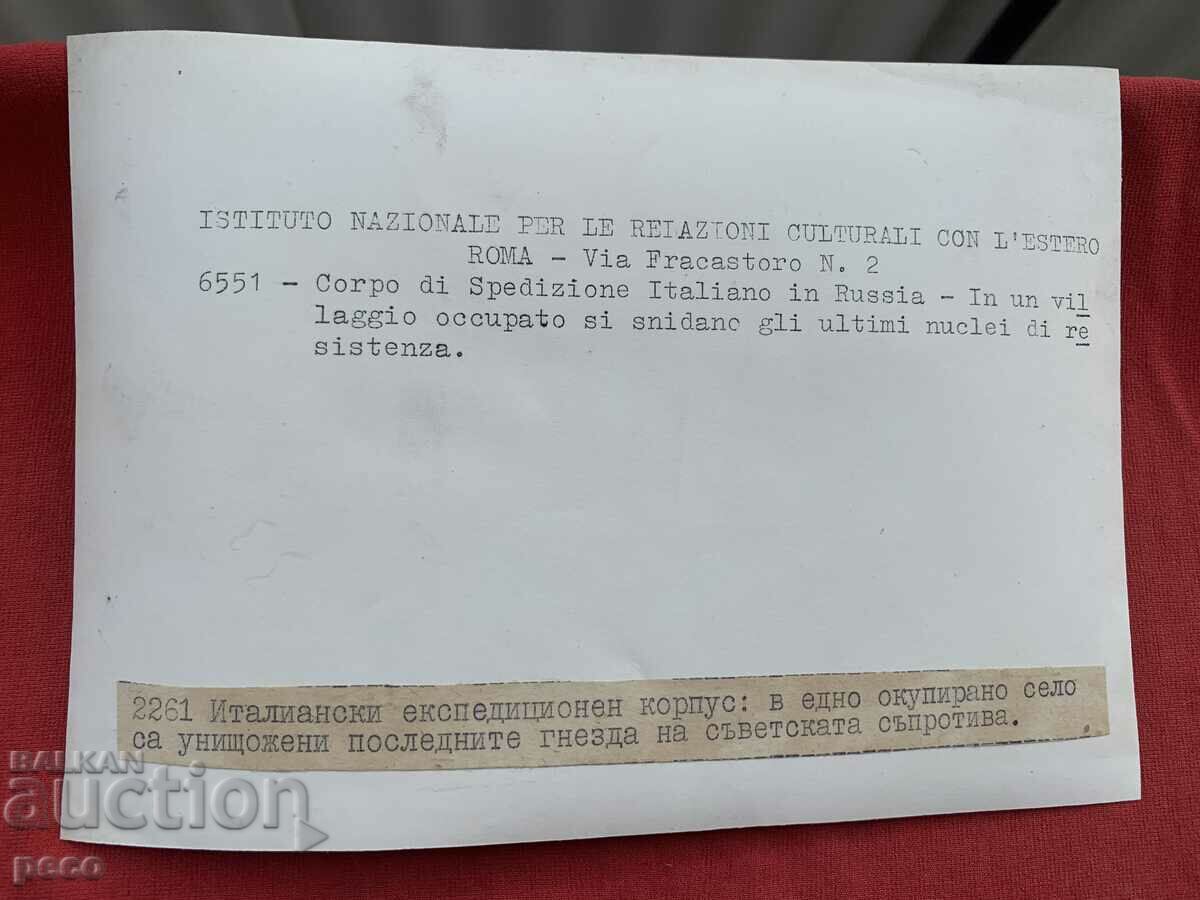 ISTITUTO NAZIONALE PER LE RELAZIONI CULTURALI CON L'ESTERO
ROMA - Via Fracastoro N. 2
6551 - Corpo di Spedizione Italiano in Russia - In un vil
laggio occupato si snidano gli ultimi nuclei di re
sistenza.
2261 Италиански експедиционен корпус: в едно окупирано село
са унищожени последните гнезда на съветската съпротива.
BALKAN
auction
peco